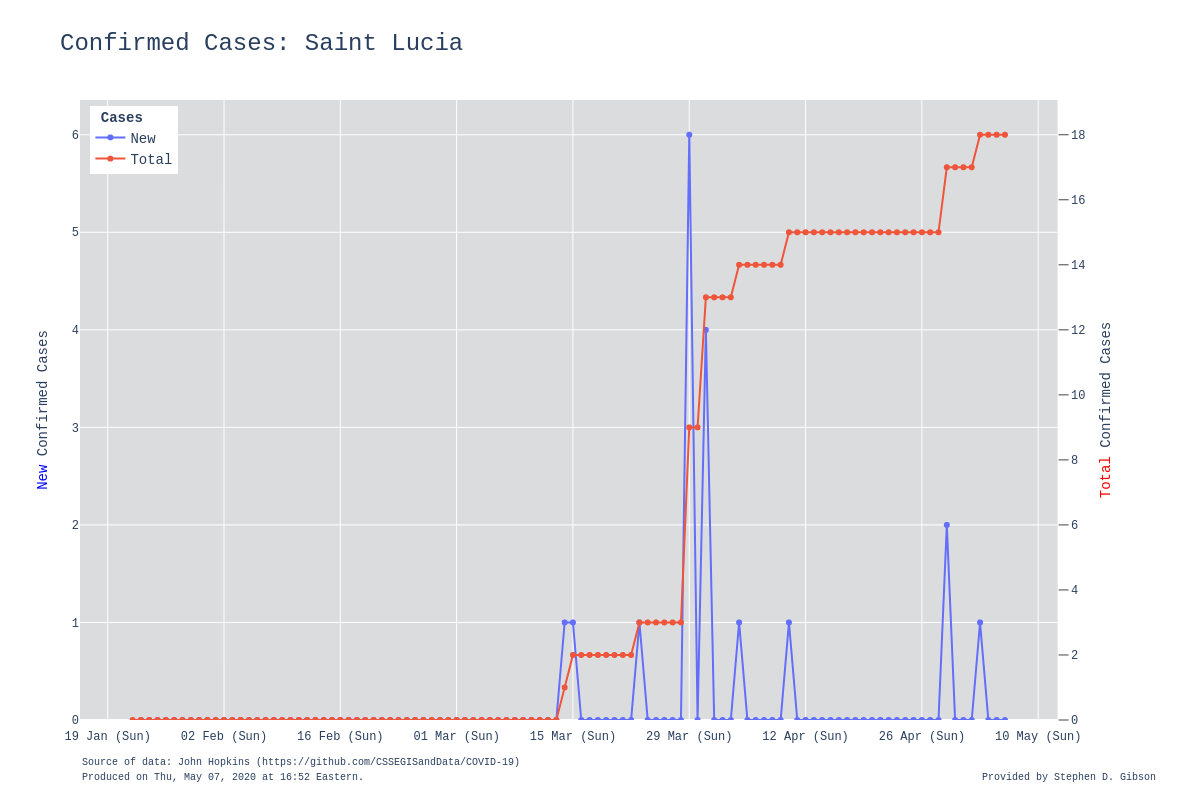 Confirmed Cases: Saint Lucia
Cases
New
Total
6
5
4
3
2
1
0
New Confirmed Cases
18
16
14
12
10
8
6
4
2
0
Total Confirmed Cases
19 Jan (Sun) 02 Feb (Sun) 16 Feb (Sun) 01 Mar (Sun) 15 Mar (Sun) 29 Mar (Sun) 12 Apr (Sun) 26 Apr (Sun) 10 May (Sun)
Source of data: John Hopkins (https://github.com/CSSEGISandData/COVID-19)
Produced on Thu, May 07, 2020 at 16:52 Eastern.
Provided by Stephen D. Gibson